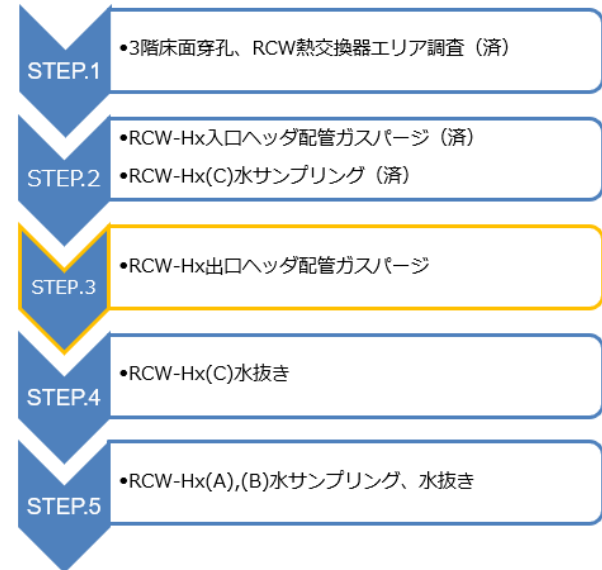 STEP.1
•3階床面穿孔、RCW熱交換器エリア調査（済）
STEP.2
•RCW-Hx入口ヘッダ配管ガスパージ（済）
•RCW-Hx(C)水サンプリング（済）
STEP.3
•RCW-Hx出口ヘッダ配管ガスパージ
STEP.4
•RCW-Hx(C)水抜き
STEP.5
•RCW-Hx(A),(B)水サンプリング、水抜き